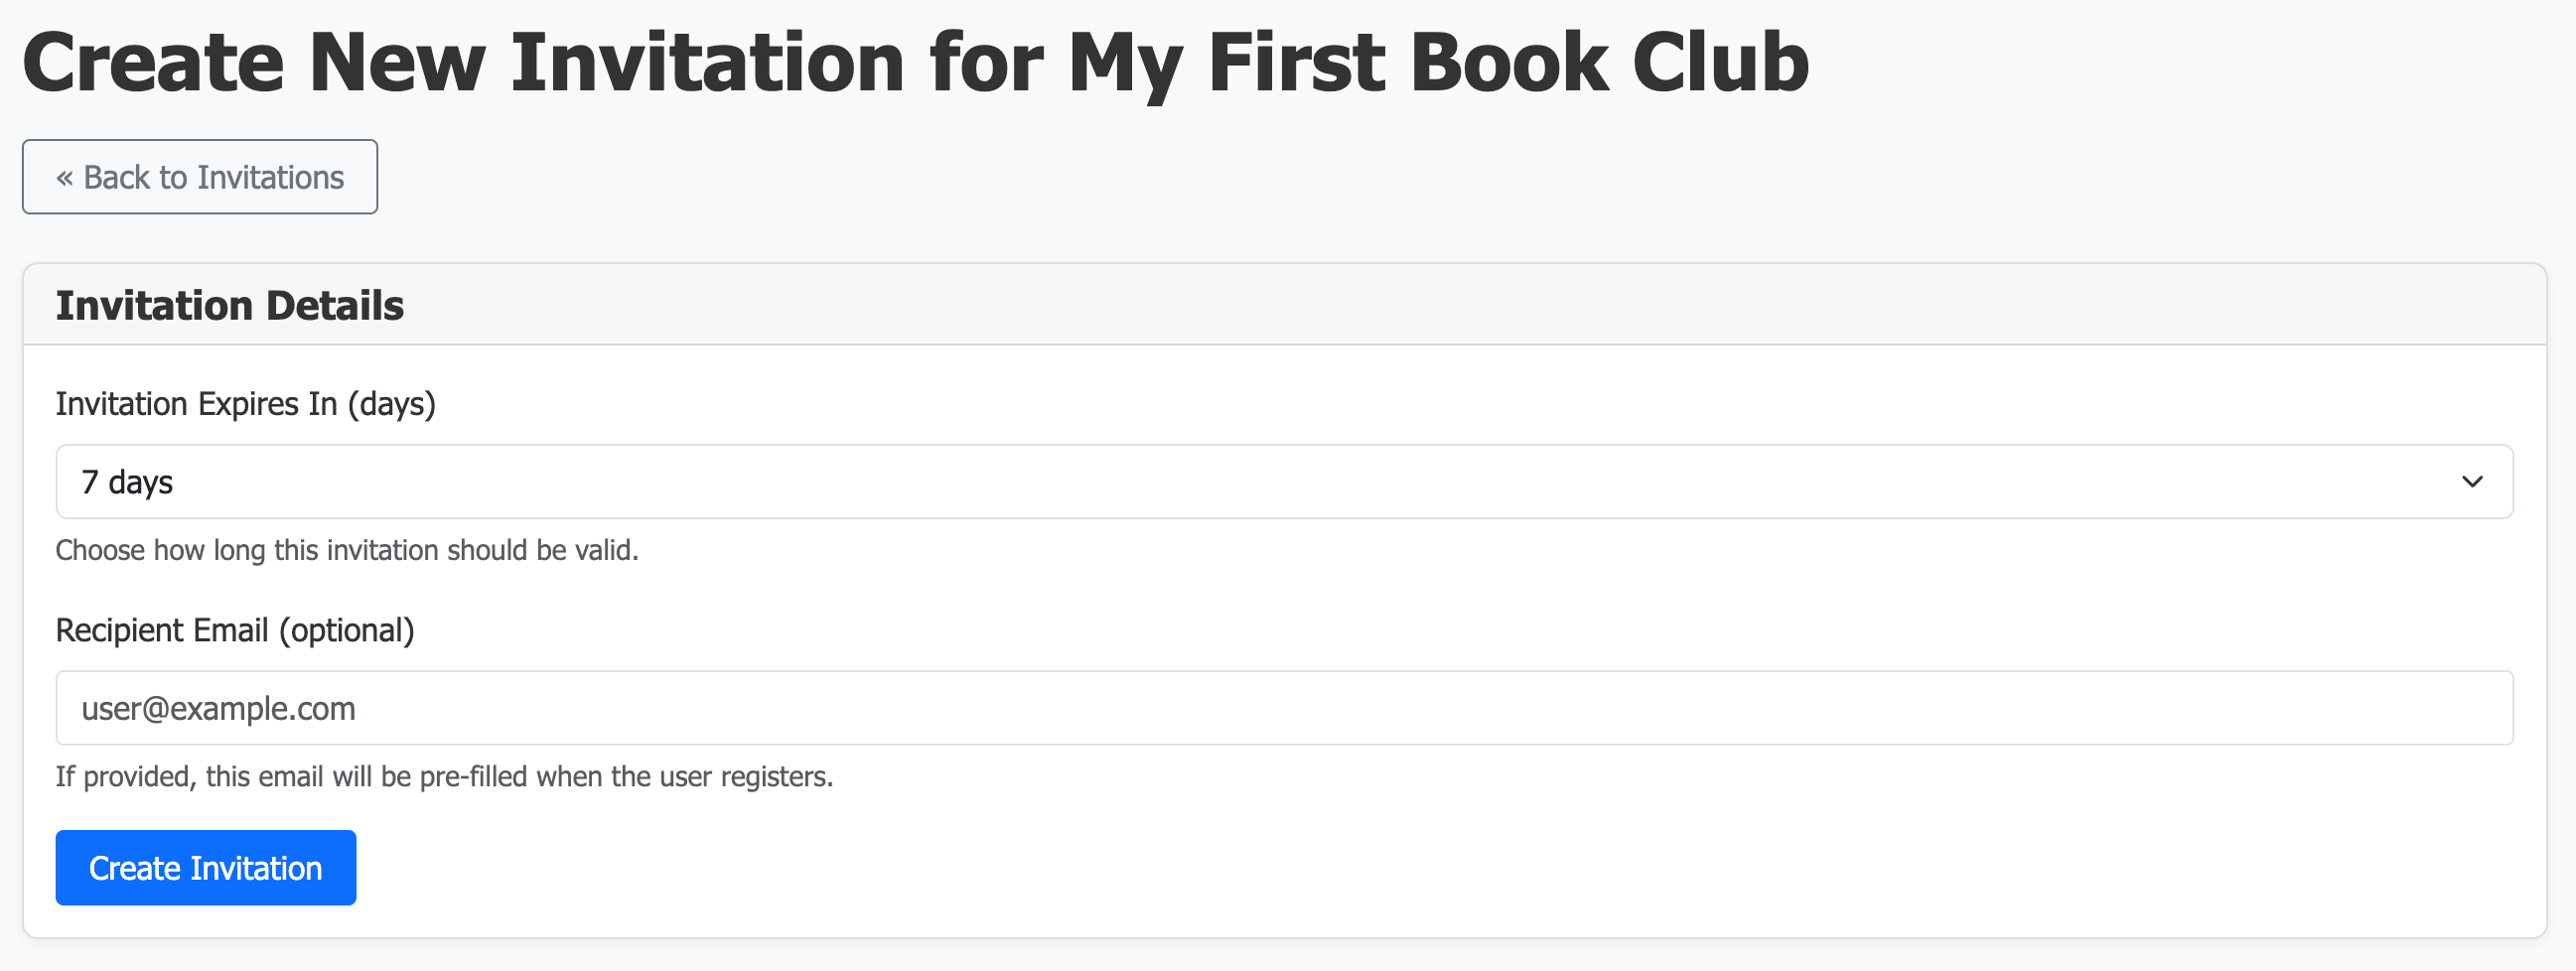 Create New Invitation for My First Book Club
« Back to Invitations
Invitation Details
Invitation Expires In (days)
7 days
Choose how long this invitation should be valid.
Recipient Email (optional)
user@example.com
If provided, this email will be pre-filled when the user registers.
Create Invitation